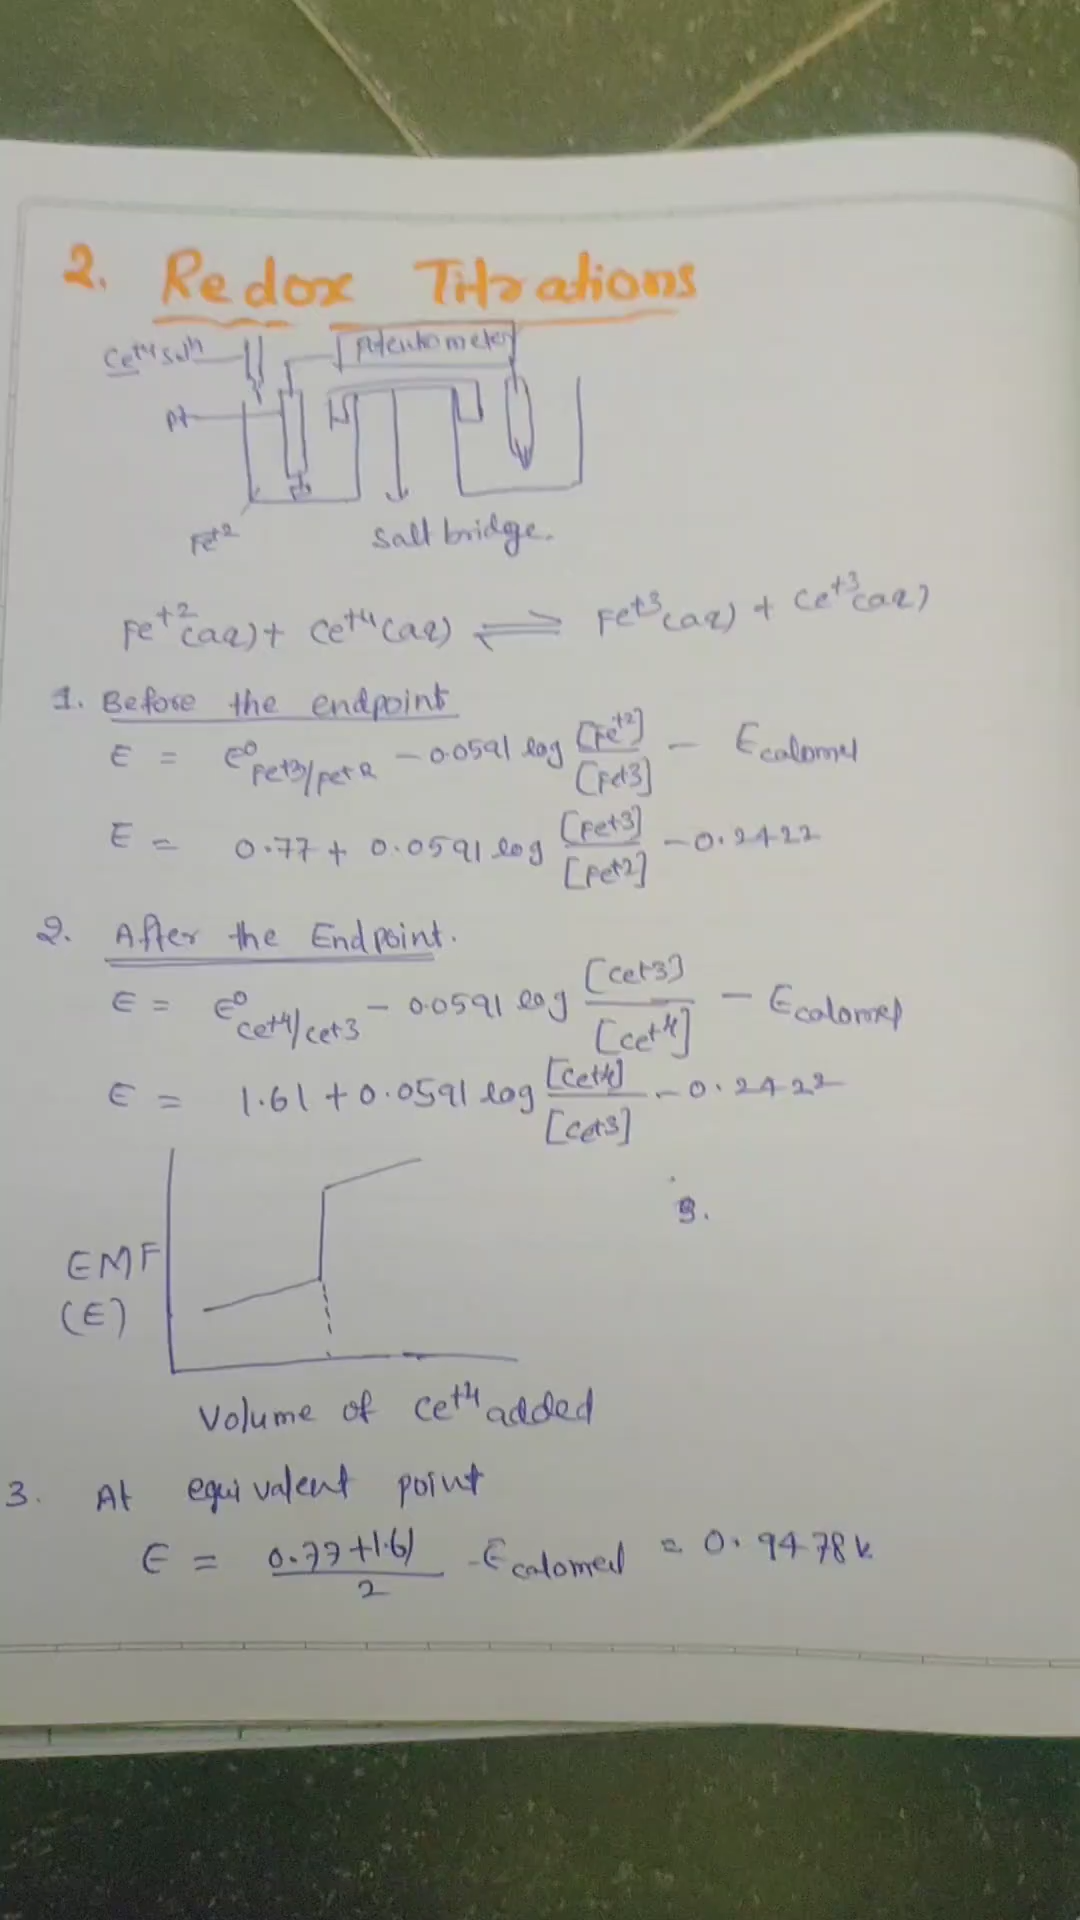 2. Redox Titrations
Ce+4 Soln
Potentiometer
Pt
Fe+2
Salt bridge.
Fe+2(aq) + Ce+4(aq) ⇌ Fe+3(aq) + Ce+3(aq)
1. Before the endpoint
E = E⁰Fe+3/Fe+2 - 0.0591 log [Fe+2]/[Fe+3] - Ecalomel
E = 0.77 + 0.0591 log [Fe+3]/[Fe+2] - 0.2422
2. After the Endpoint.
E = E⁰Ce+4/Ce+3 - 0.0591 log [Ce+3]/[Ce+4] - Ecalomel
E = 1.61 + 0.0591 log [Ce+4]/[Ce+3] - 0.2422
3.
EMF
(E)
Volume of Ce+4 added
3. At equivalent point
E = 0.77+1.61/2 - Ecalomel = 0.9478 V